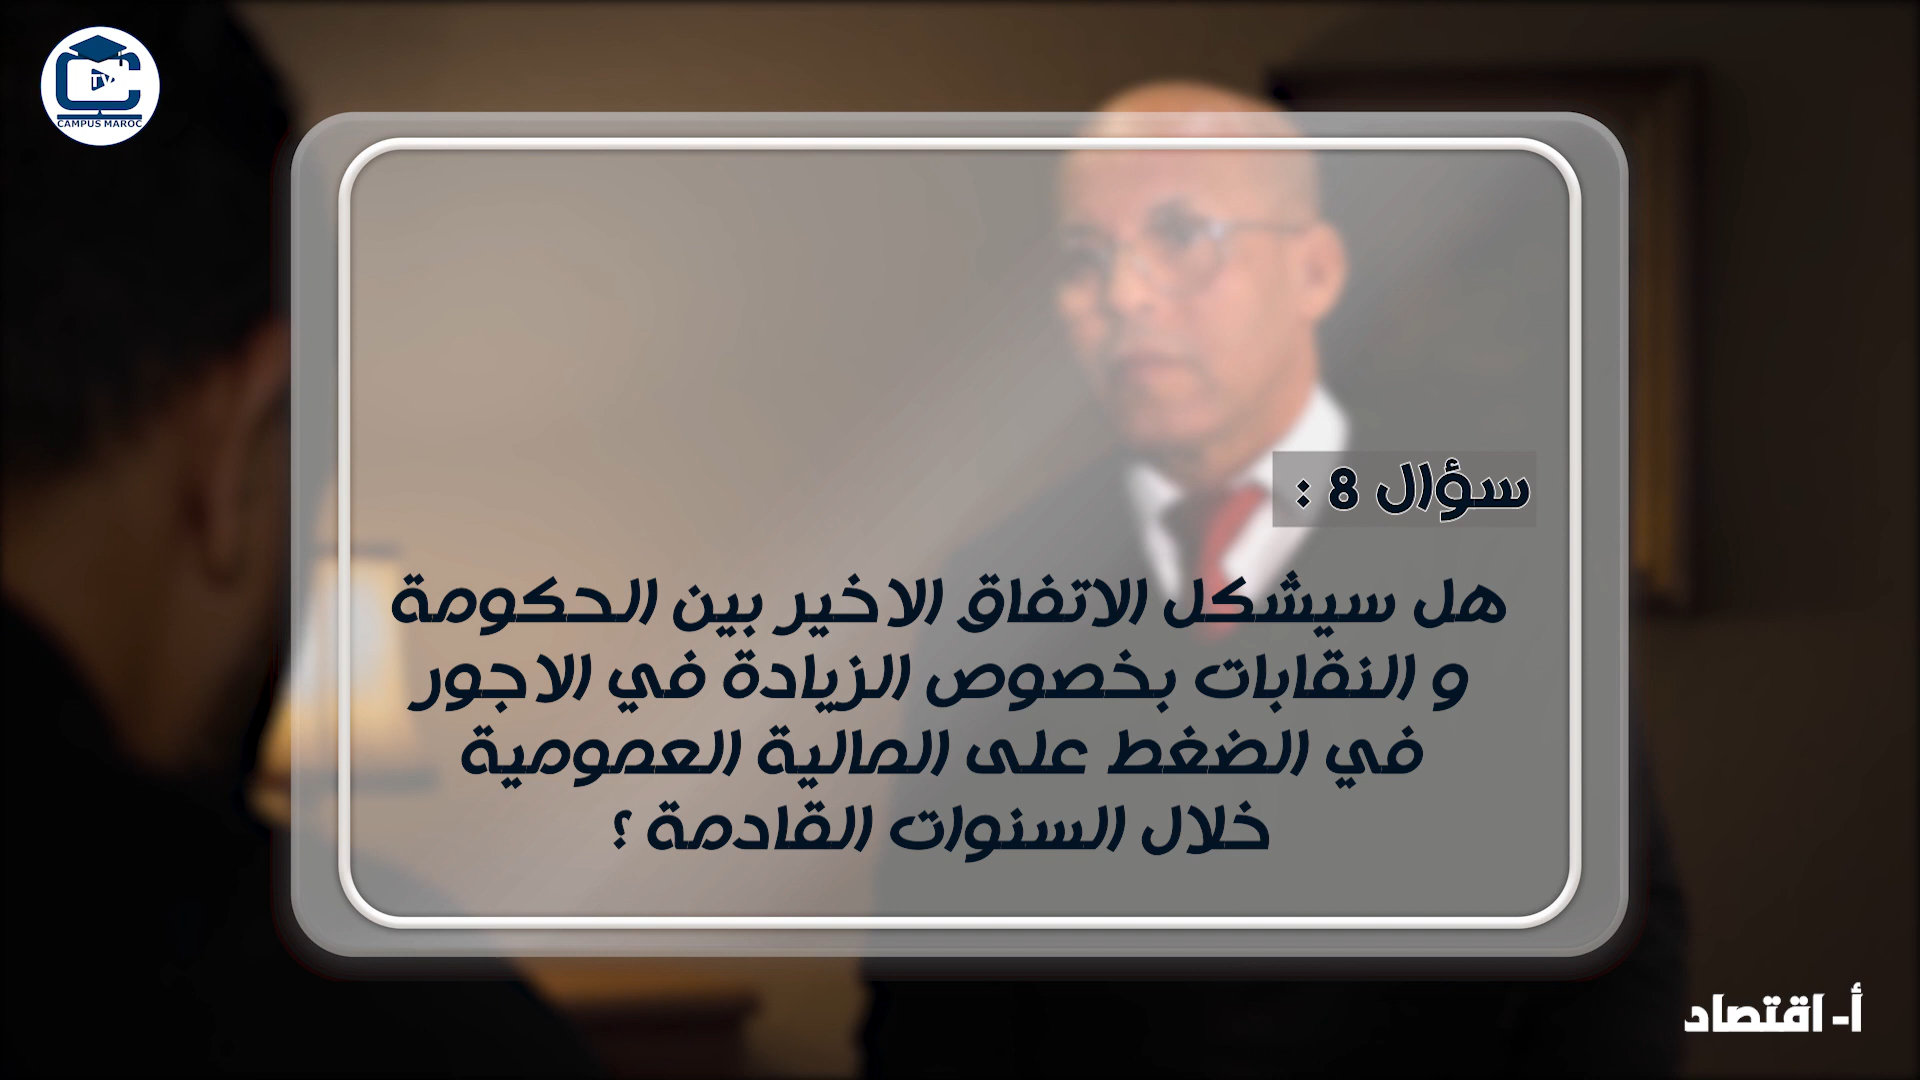 TV
CAMPUS MAROC
سؤال 8 :
هل سيشكل الاتفاق الاخير بين الحكومة
و النقابات بخصوص الزيادة في الاجور
في الضغط على المالية العمومية
خلال السنوات القادمة ؟
أ- اقتصاد